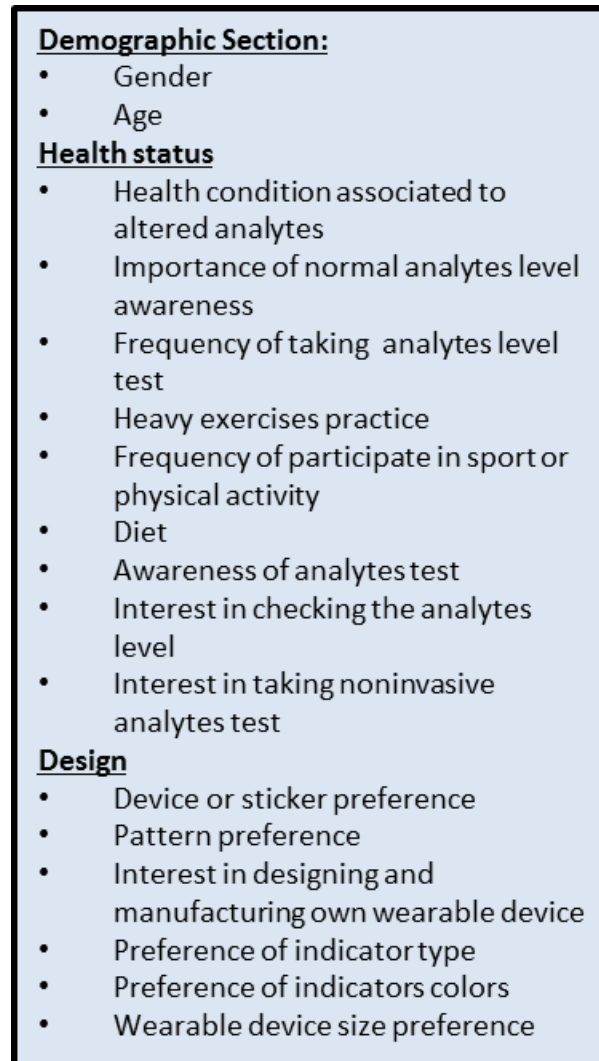 Demographic Section:
• Gender
• Age
Health status
• Health condition associated to
altered analytes
• Importance of normal analytes level
awareness
• Frequency of taking analytes level
test
• Heavy exercises practice
• Frequency of participate in sport or
physical activity
• Diet
• Awareness of analytes test
• Interest in checking the analytes
level
• Interest in taking noninvasive
analytes test
Design
• Device or sticker preference
• Pattern preference
• Interest in designing and
manufacturing own wearable device
• Preference of indicator type
• Preference of indicators colors
• Wearable device size preference